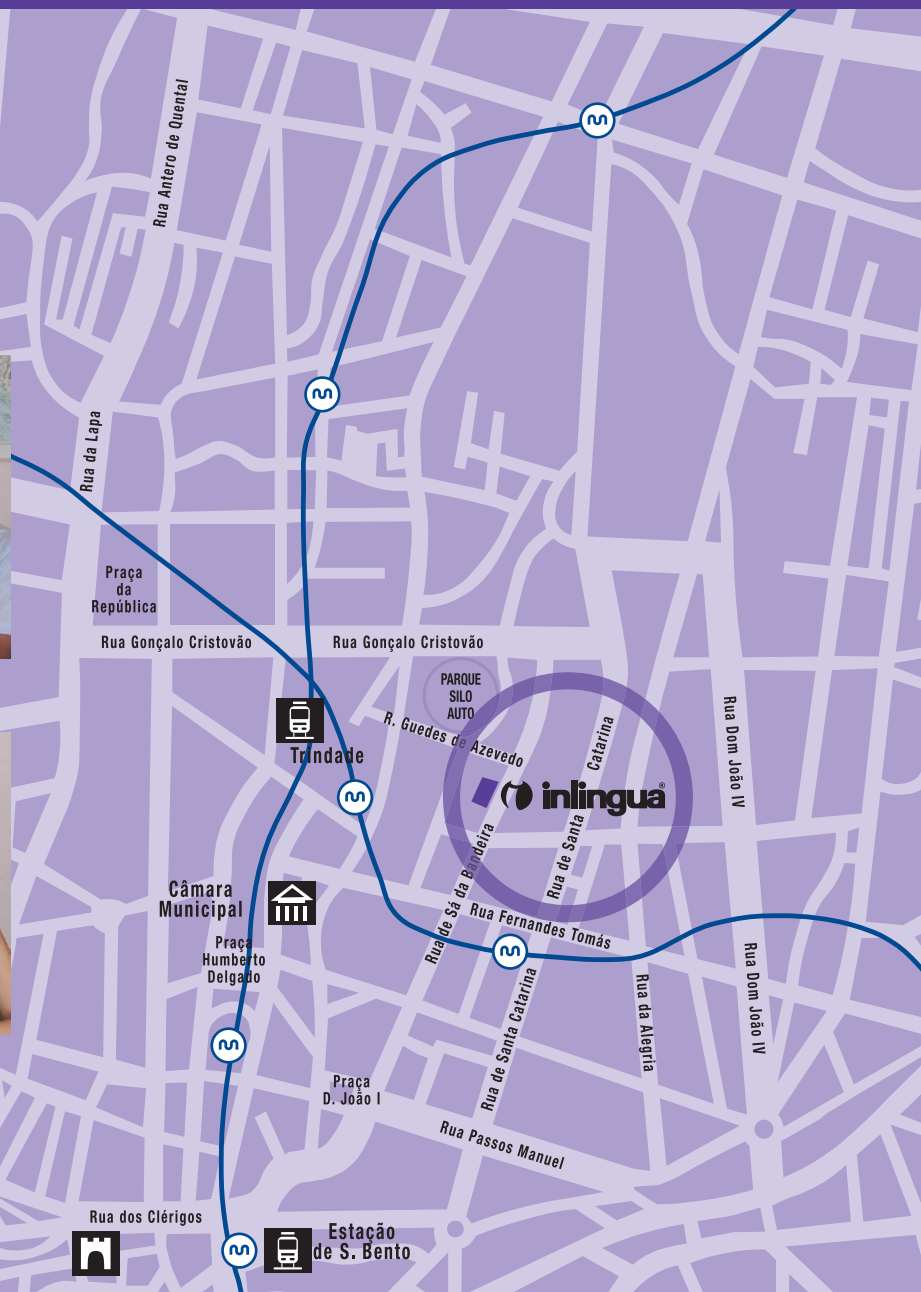 Rua Antero de Quental
Rua da Lapa
Praça
da
República
Rua Gonçalo Cristovão
Rua Gonçalo Cristovão
PARQUE
SILO
AUTO
R. Guedes de Azevedo
Trindade
Rua de Santa Catarina
Rua Dom João IV
inlingua®
Câmara
Municipal
Rua de Sá da Bandeira
Rua Fernandes Tomás
Praça
Humberto
Delgado
Rua de Santa Catarina
Rua da Alegria
Rua Dom João IV
Praça
D. João I
Rua Passos Manuel
Rua dos Clérigos
Estação
de S. Bento